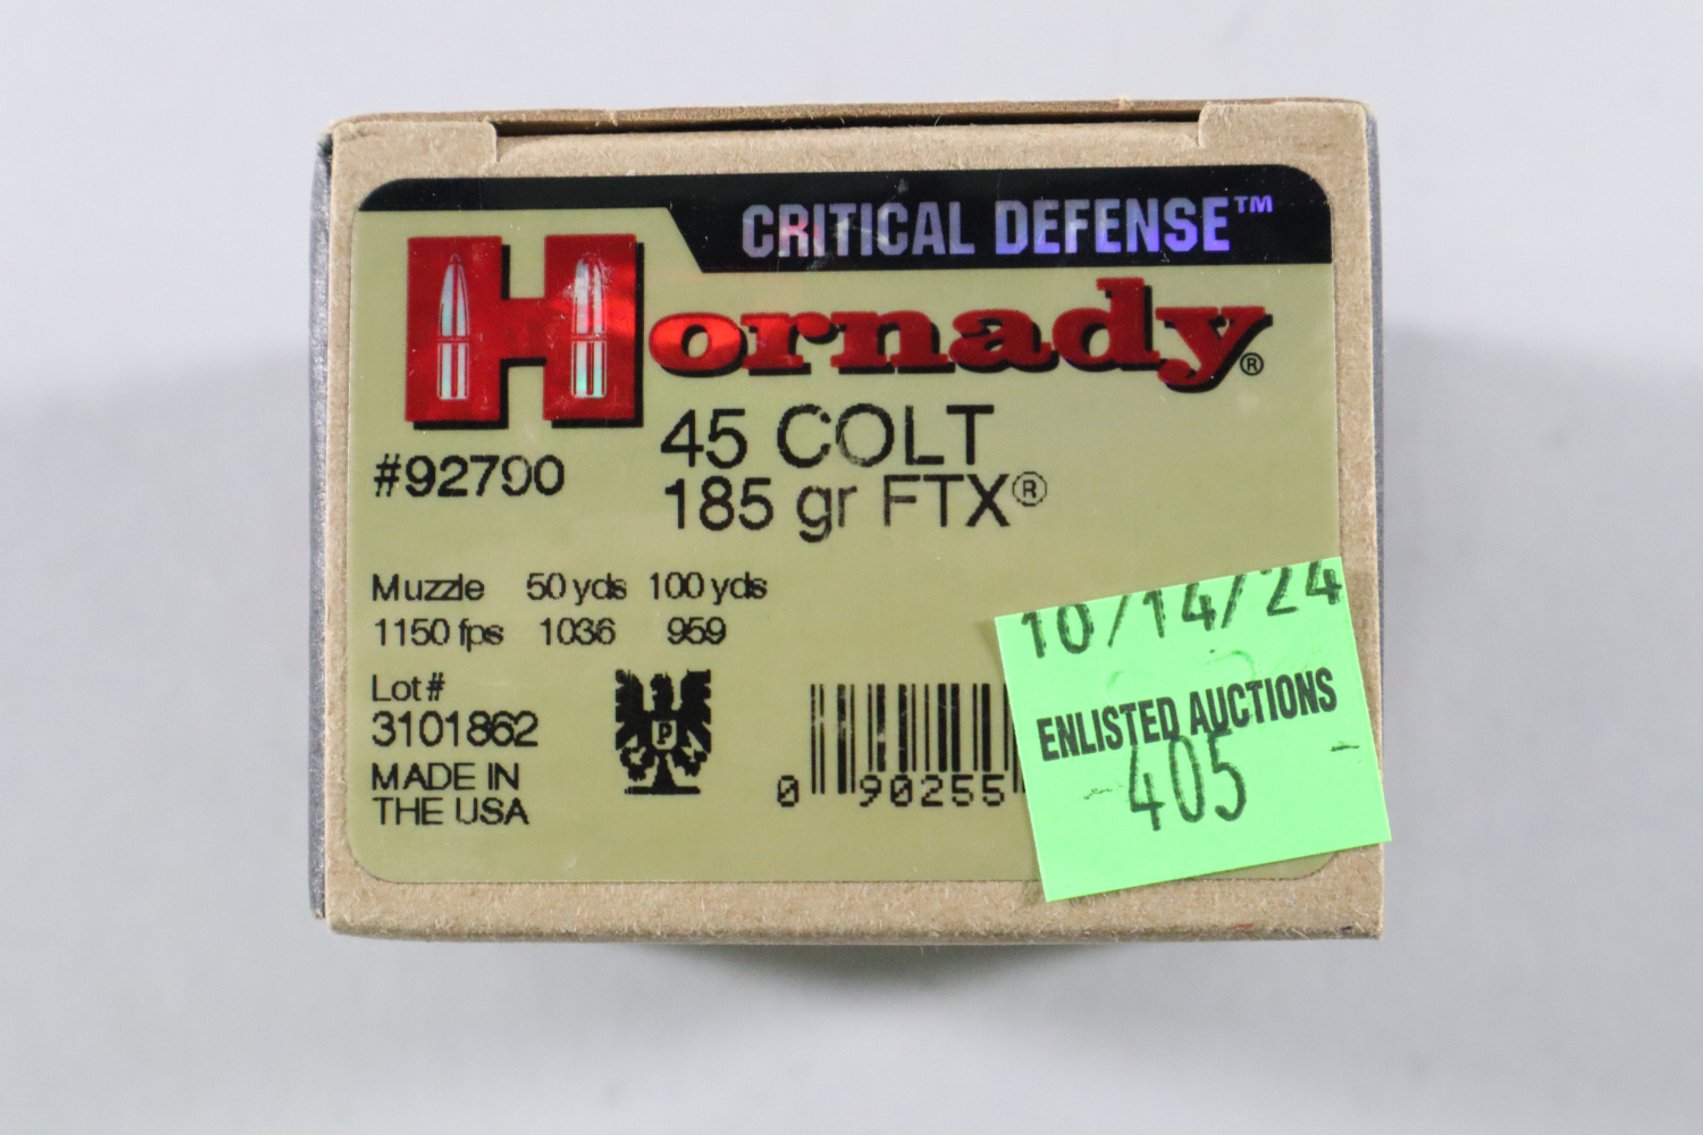 CRITICAL DEFENSE™
Hornady®
45 COLT
#92790
185 gr FTX®
Muzzle 50 yds 100 yds
1150 fps 1036 959
Lot#
3101862
MADE IN
THE USA
P
0 90255
10/14/24
ENLISTED AUCTIONS
405